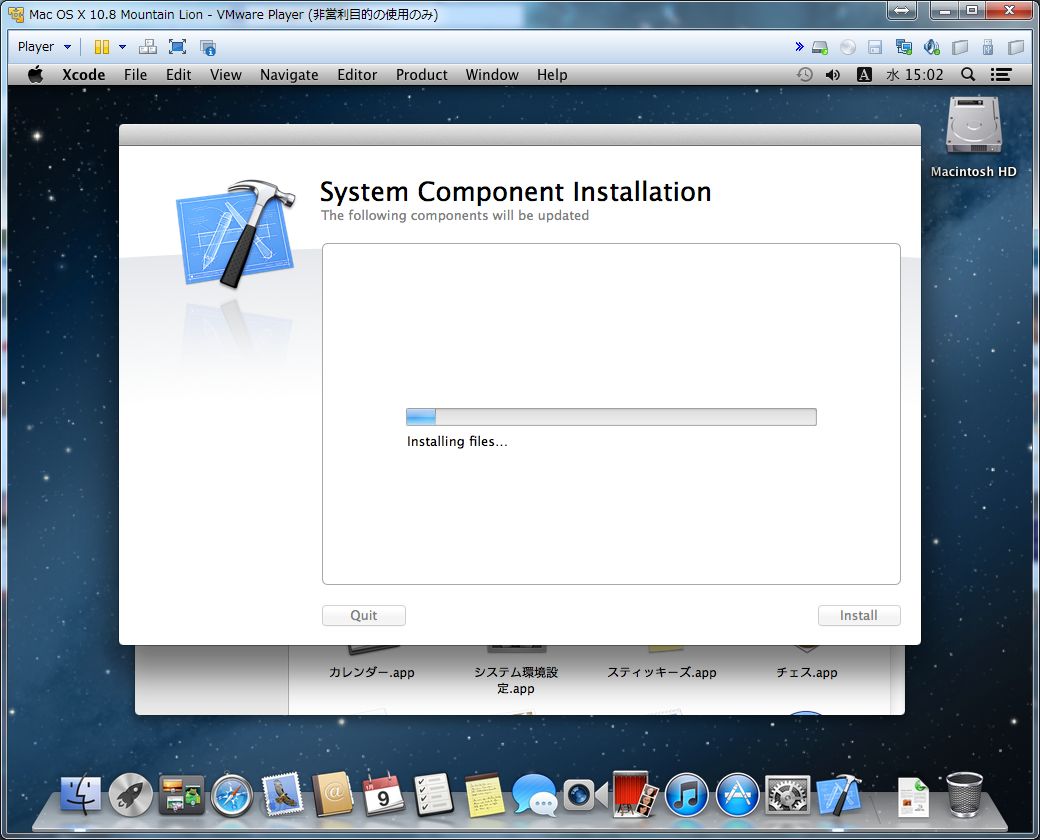 Mac OS X 10.8 Mountain Lion - VMware Player (非営利目的の使用のみ)
Player
Xcode File Edit View Navigate Editor Product Window Help A 水 15:02
Macintosh HD
System Component Installation
The following components will be updated
Installing files...
Quit Install
カレンダー.app システム環境設定.app スティッキーズ.app チェス.app
9